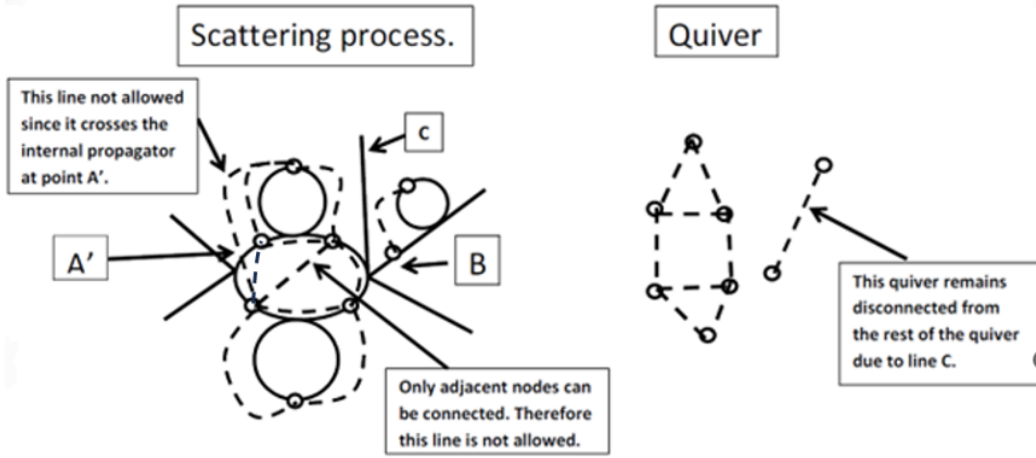 Scattering process.
Quiver
This line not allowed
since it crosses the
internal propagator
at point A’.
C
A’
B
This quiver remains
disconnected from
the rest of the quiver
due to line C.
Only adjacent nodes can
be connected. Therefore
this line is not allowed.